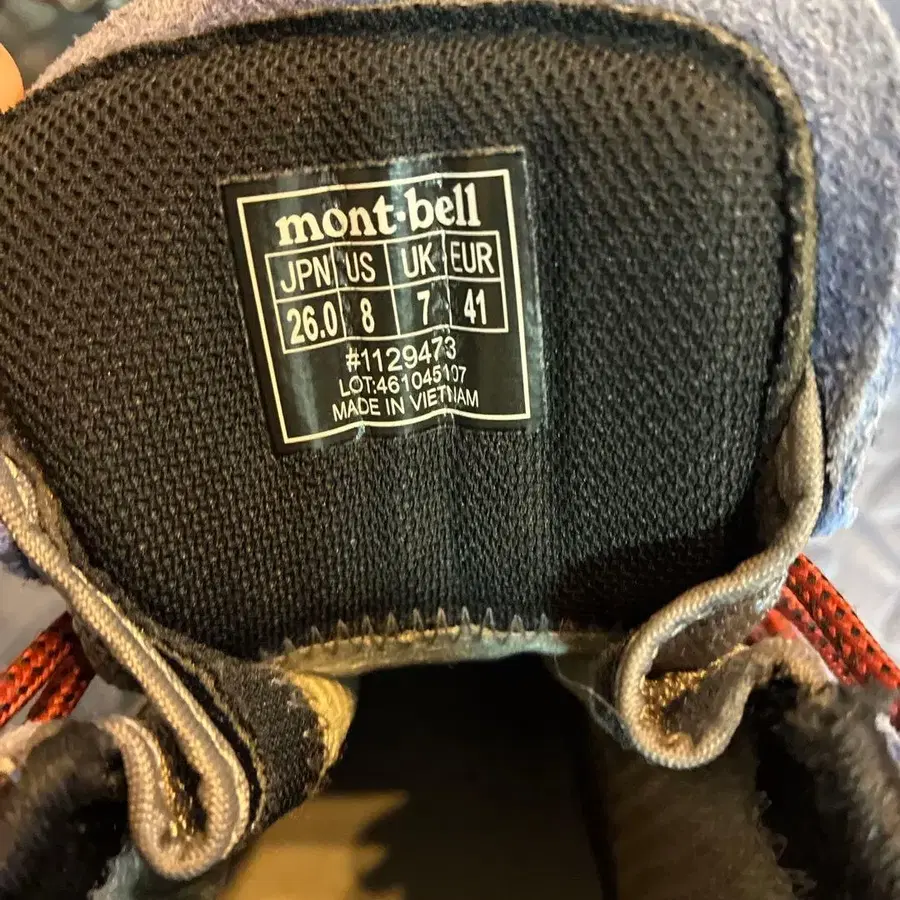 mont·bell
JPN US UK EUR
26.0 8 7 41
#1129473
LOT:461045107
MADE IN VIETNAM